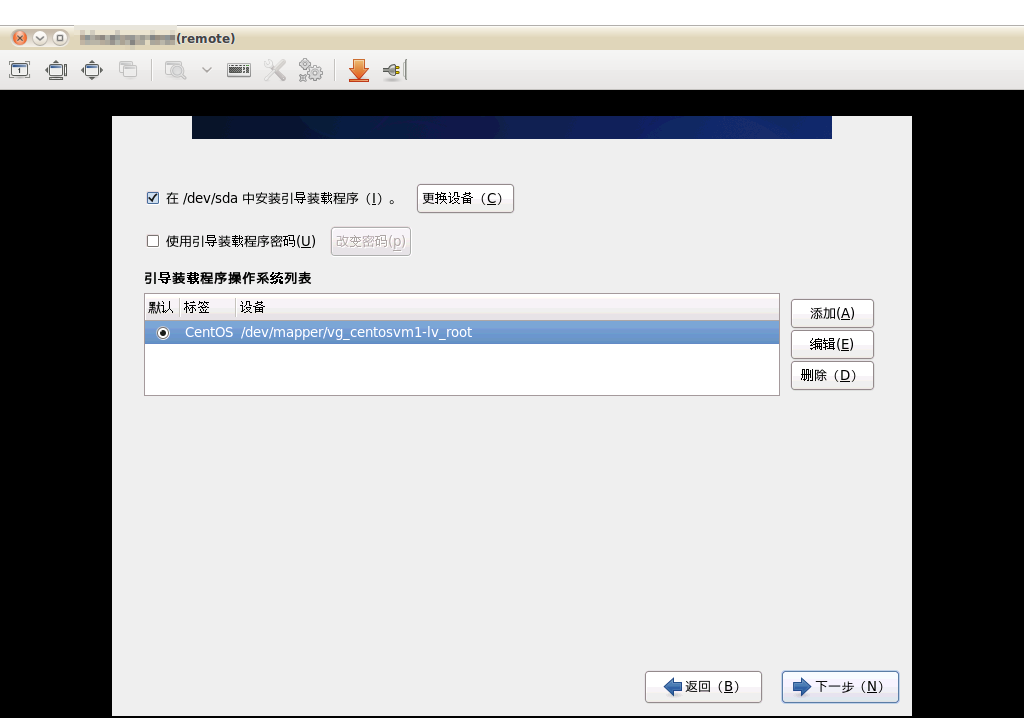 (remote)
在 /dev/sda 中安装引导装载程序（I）。 更换设备（C）
使用引导装载程序密码(U) 改变密码(p)
引导装载程序操作系统列表
默认 标签 设备
CentOS /dev/mapper/vg_centosvm1-lv_root
添加(A)
编辑(E)
删除（D）
返回（B） 下一步（N）